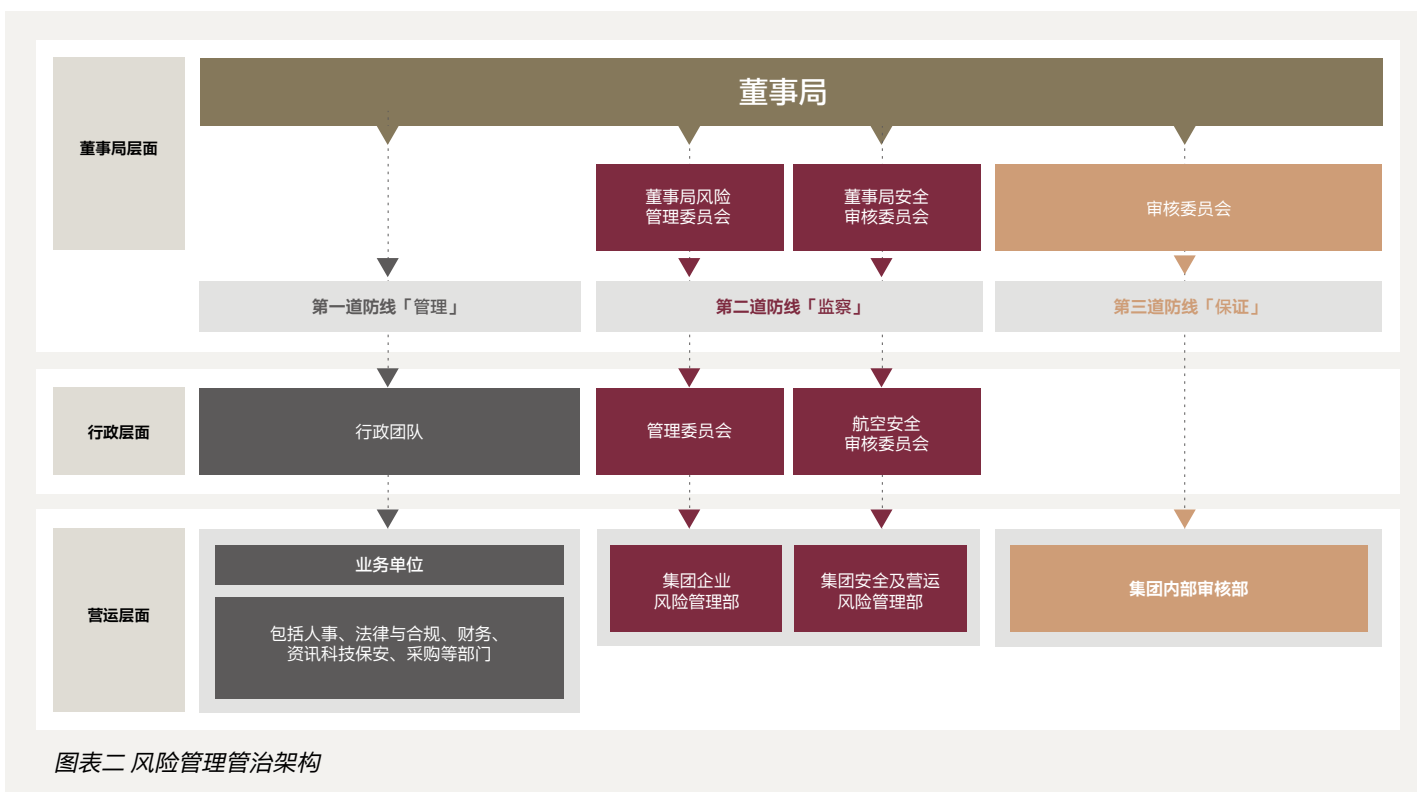 董事局
董事局层面
董事局风险
管理委员会
董事局安全
审核委员会
审核委员会
第一道防线「管理」
第二道防线「监察」
第三道防线「保证」
行政层面
行政团队
管理委员会
航空安全
审核委员会
营运层面
业务单位
包括人事、法律与合规、财务、
资讯科技保安、采购等部门
集团企业
风险管理部
集团安全及营运
风险管理部
集团内部审核部
图表二 风险管理管治架构